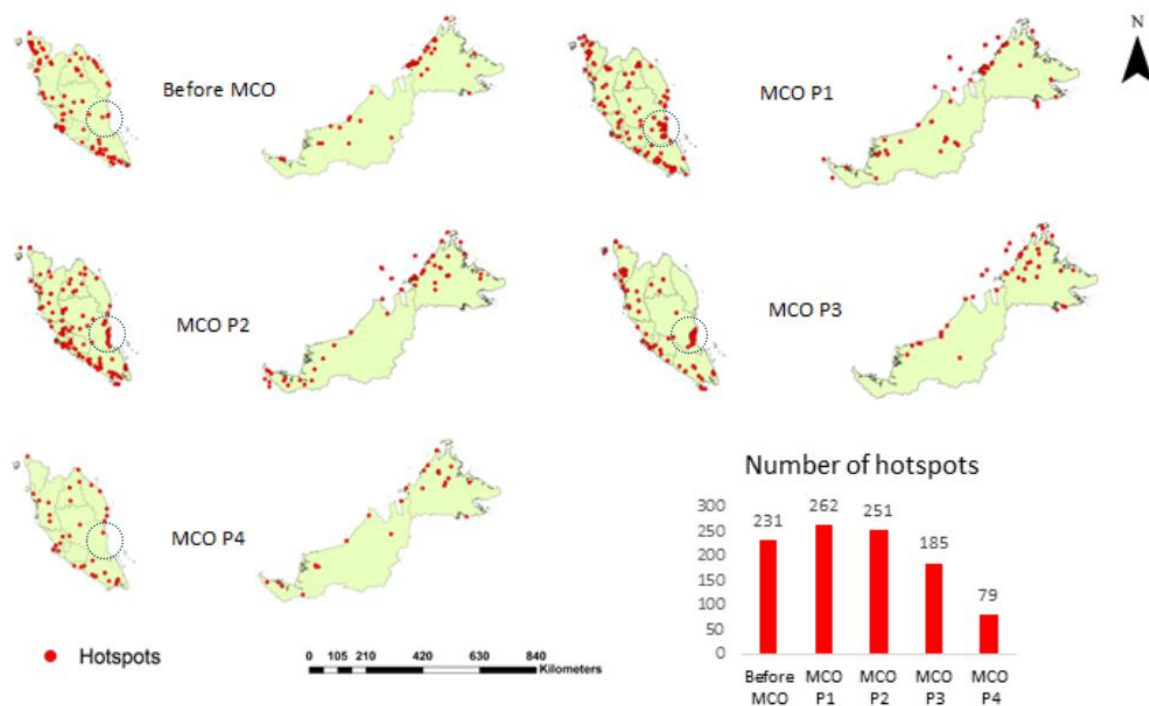 N
Before MCO
MCO P1
MCO P2
MCO P3
MCO P4
Number of hotspots
300
250
200
150
100
50
0
231
262
251
185
79
Before MCO
MCO P1
MCO P2
MCO P3
MCO P4
Hotspots
0 105 210 420 630 840
Kilometers